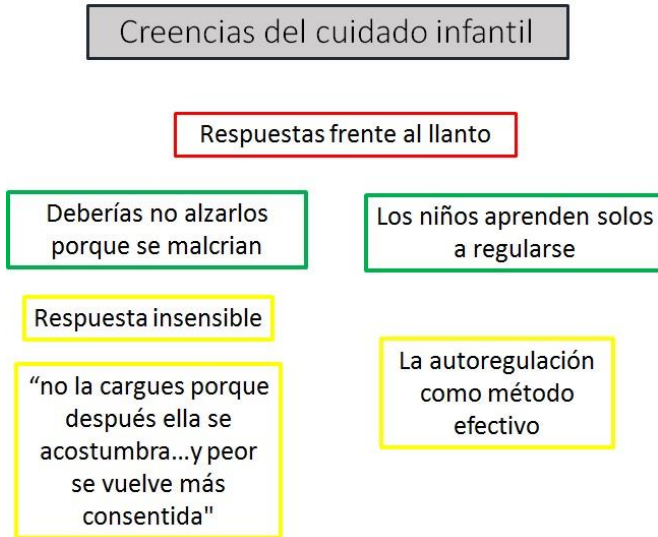 Creencias del cuidado infantil
Respuestas frente al llanto
Deberías no alzarlos
porque se malcrian
Los niños aprenden solos
a regularse
Respuesta insensible
“no la cargues porque
después ella se
acostumbra...y peor
se vuelve más
consentida"
La autoregulación
como método
efectivo